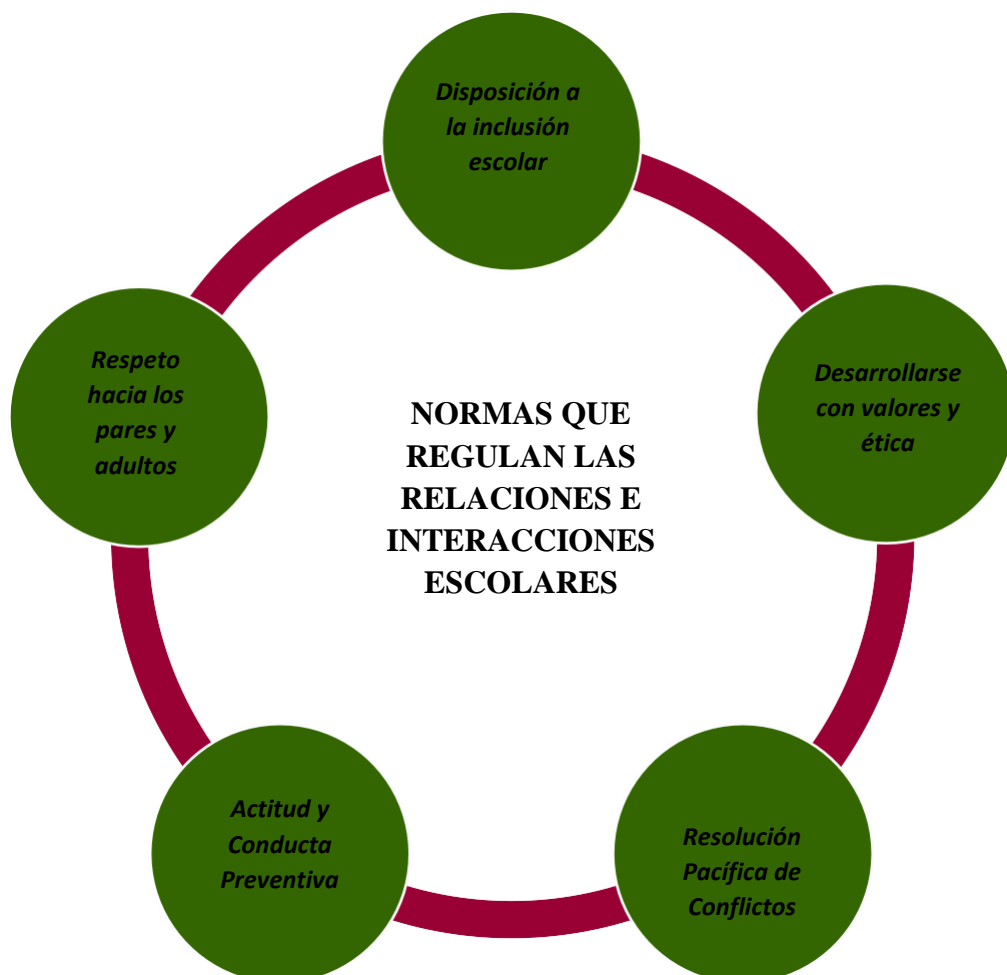 Disposición a
la inclusión
escolar
Respeto
hacia los
pares y
adultos
NORMAS QUE
REGULAN LAS
RELACIONES E
INTERACCIONES
ESCOLARES
Desarrollarse
con valores y
ética
Actitud y
Conducta
Preventiva
Resolución
Pacífica de
Conflictos